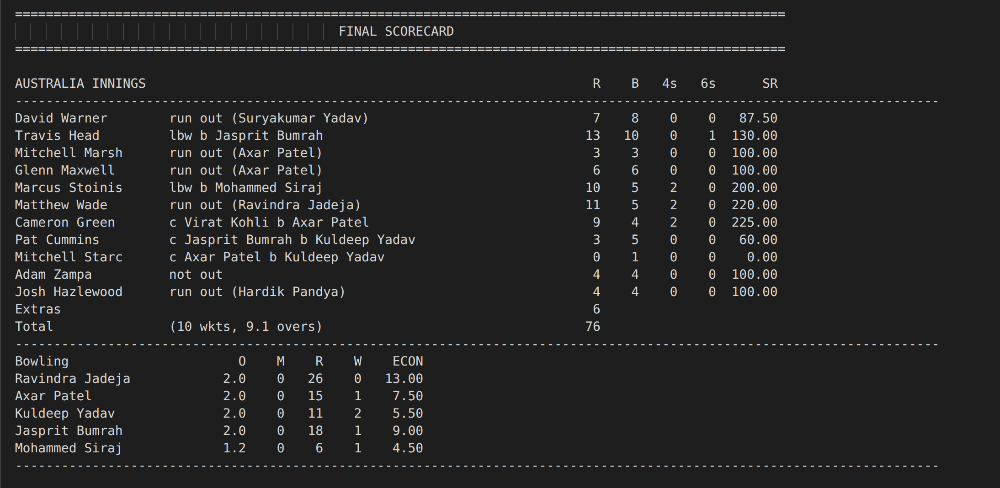 ====================================================================================================
FINAL SCORECARD
====================================================================================================
AUSTRALIA INNINGS R B 4s 6s SR
------------------------------------------------------------------------------------------------------------------------
David Warner run out (Suryakumar Yadav) 7 8 0 0 87.50
Travis Head lbw b Jasprit Bumrah 13 10 0 1 130.00
Mitchell Marsh run out (Axar Patel) 3 3 0 0 100.00
Glenn Maxwell run out (Axar Patel) 6 6 0 0 100.00
Marcus Stoinis lbw b Mohammed Siraj 10 5 2 0 200.00
Matthew Wade run out (Ravindra Jadeja) 11 5 2 0 220.00
Cameron Green c Virat Kohli b Axar Patel 9 4 2 0 225.00
Pat Cummins c Jasprit Bumrah b Kuldeep Yadav 3 5 0 0 60.00
Mitchell Starc c Axar Patel b Kuldeep Yadav 0 1 0 0 0.00
Adam Zampa not out 4 4 0 0 100.00
Josh Hazlewood run out (Hardik Pandya) 4 4 0 0 100.00
Extras 6
Total (10 wkts, 9.1 overs) 76
------------------------------------------------------------------------------------------------------------------------
Bowling O M R W ECON
Ravindra Jadeja 2.0 0 26 0 13.00
Axar Patel 2.0 0 15 1 7.50
Kuldeep Yadav 2.0 0 11 2 5.50
Jasprit Bumrah 2.0 0 18 1 9.00
Mohammed Siraj 1.2 0 6 1 4.50
------------------------------------------------------------------------------------------------------------------------